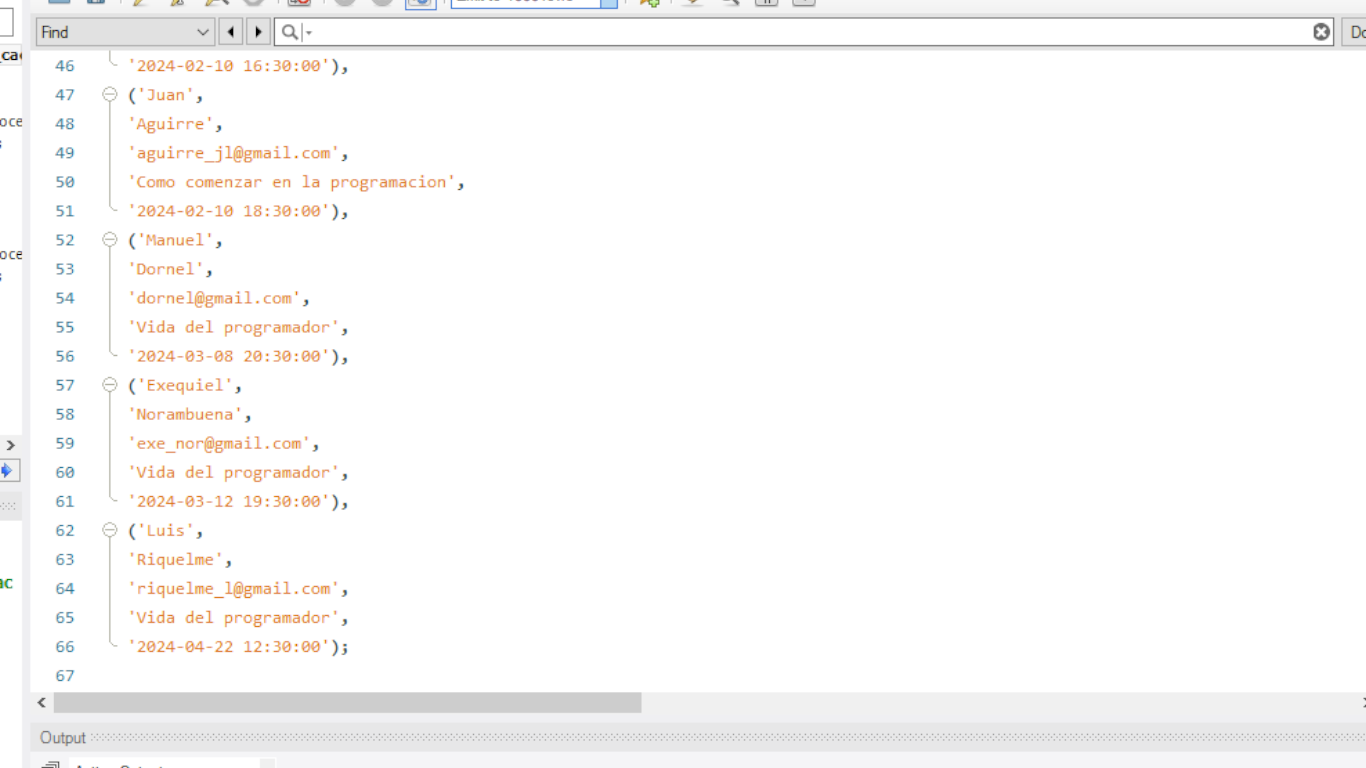 Find
Do
46 '2024-02-10 16:30:00'),
47 ('Juan',
48 'Aguirre',
49 'aguirre_jl@gmail.com',
50 'Como comenzar en la programacion',
51 '2024-02-10 18:30:00'),
52 ('Manuel',
53 'Dornel',
54 'dornel@gmail.com',
55 'Vida del programador',
56 '2024-03-08 20:30:00'),
57 ('Exequiel',
58 'Norambuena',
59 'exe_nor@gmail.com',
60 'Vida del programador',
61 '2024-03-12 19:30:00'),
62 ('Luis',
63 'Riquelme',
64 'riquelme_l@gmail.com',
65 'Vida del programador',
66 '2024-04-22 12:30:00');
67
Output